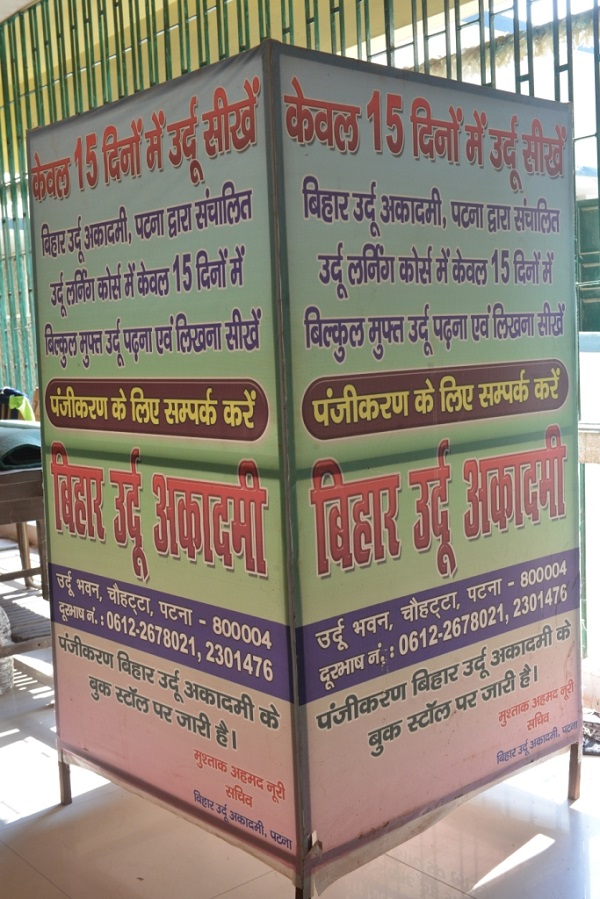 केवल 15 दिनों में उर्दू सीखें
बिहार उर्दू अकादमी, पटना द्वारा संचालित
उर्दू लर्निंग कोर्स में केवल 15 दिनों में
बिल्कुल मुफ्त उर्दू पढ़ना एवं लिखना सीखें
पंजीकरण के लिए सम्पर्क करें
बिहार उर्दू अकादमी
उर्दू भवन, चौहट्टा, पटना - 800004
दूरभाष नं. : 0612-2678021, 2301476
पंजीकरण बिहार उर्दू अकादमी के
बुक स्टॉल पर जारी है।
मुश्ताक अहमद नूरी
सचिव
बिहार उर्दू अकादमी, पटना
केवल 15 दिनों में उर्दू सीखें
बिहार उर्दू अकादमी, पटना द्वारा संचालित
उर्दू लर्निंग कोर्स में केवल 15 दिनों में
बिल्कुल मुफ्त उर्दू पढ़ना एवं लिखना सीखें
पंजीकरण के लिए सम्पर्क करें
बिहार उर्दू अकादमी
उर्दू भवन, चौहट्टा, पटना - 800004
दूरभाष नं. : 0612-2678021, 2301476
पंजीकरण बिहार उर्दू अकादमी के
बुक स्टॉल पर जारी है।
मुश्ताक अहमद नूरी
सचिव
बिहार उर्दू अकादमी, पटना